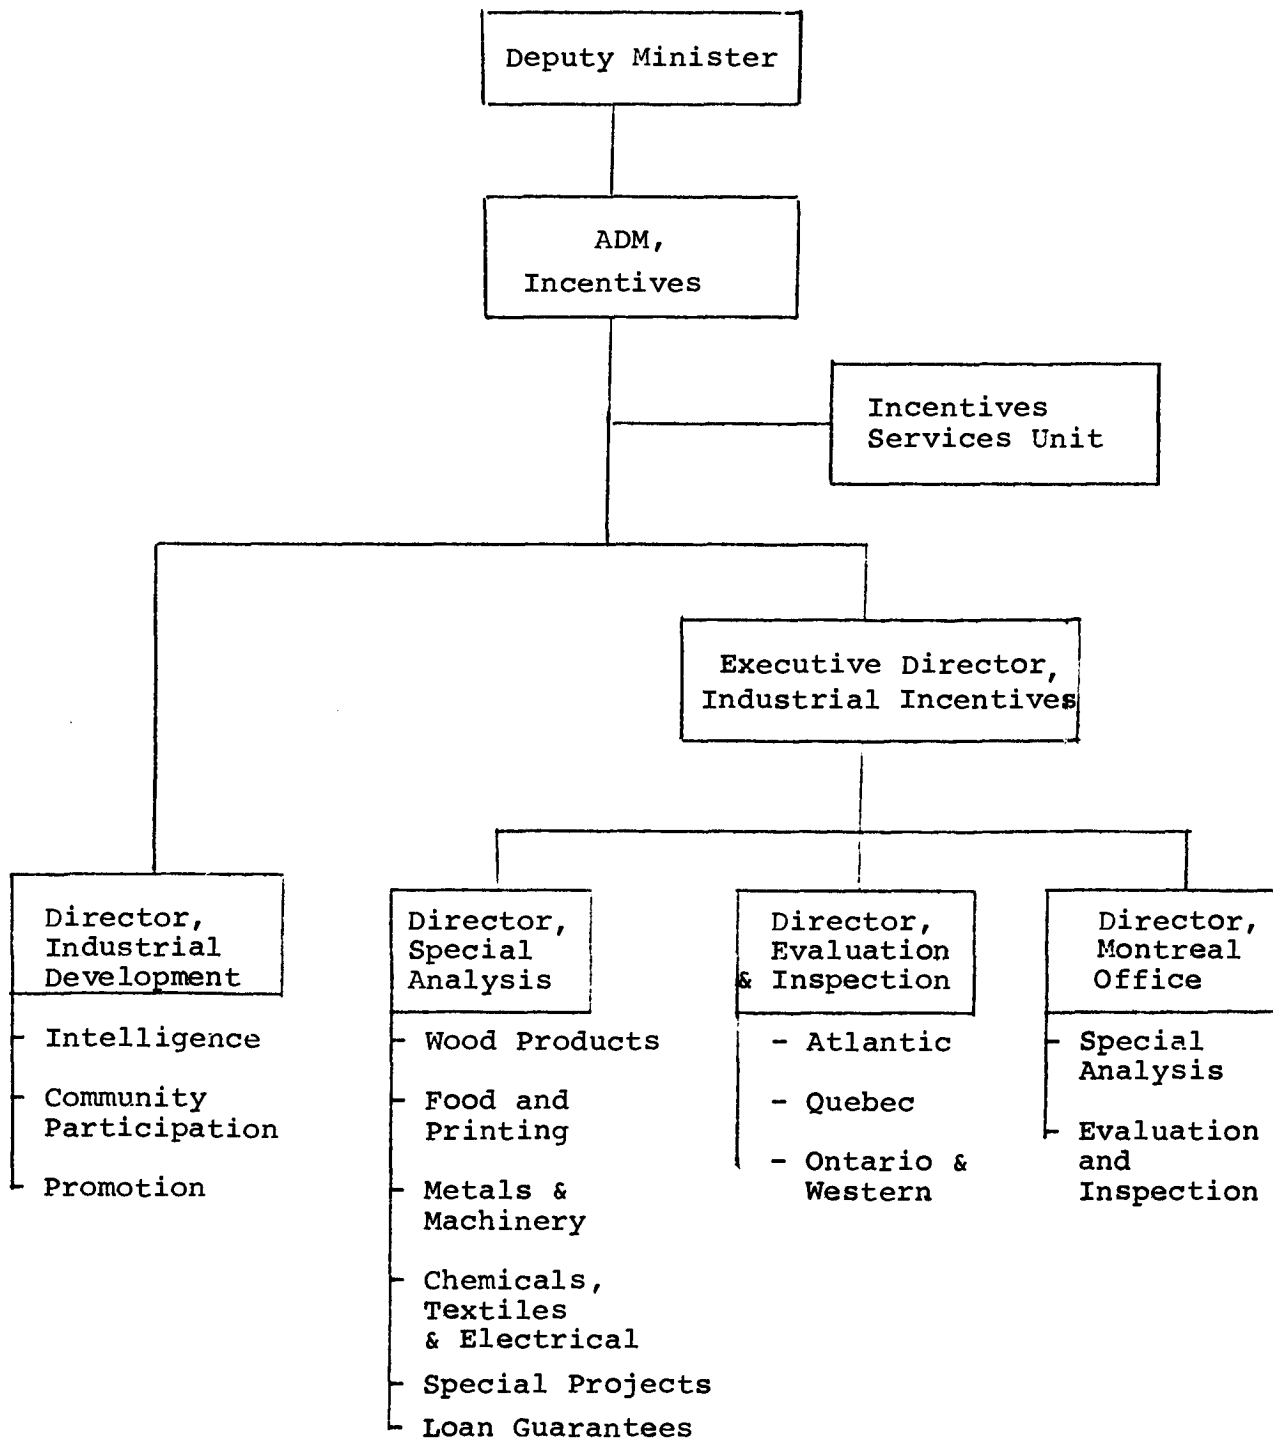 Deputy Minister
ADM,
Incentives
Incentives
Services Unit
Executive Director,
Industrial Incentives
Director,
Industrial
Development
- Intelligence
- Community
Participation
- Promotion
Director,
Special
Analysis
- Wood Products
- Food and
Printing
- Metals &
Machinery
- Chemicals,
Textiles
& Electrical
- Special Projects
- Loan Guarantees
Director,
Evaluation
& Inspection
- Atlantic
- Quebec
- Ontario &
Western
Director,
Montreal
Office
- Special
Analysis
- Evaluation
and
Inspection